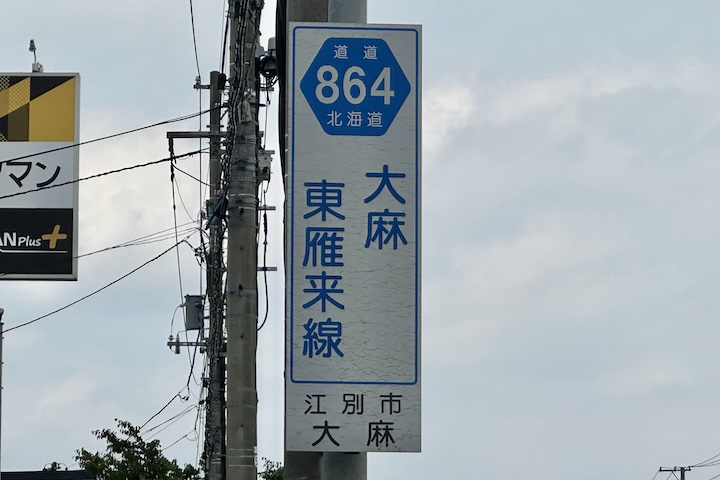 道道
864
北海道
大麻
東雁来線
江別市
大麻
マン
AN Plus+